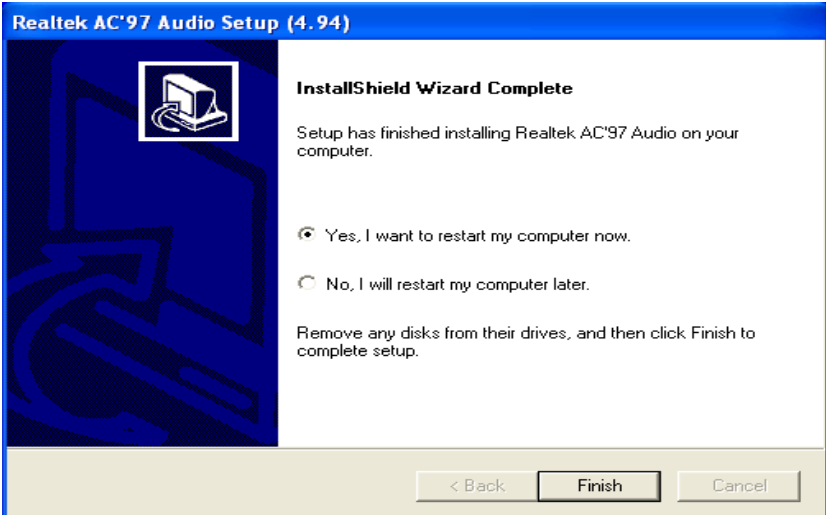 Realtek AC'97 Audio Setup (4.94)
InstallShield Wizard Complete
Setup has finished installing Realtek AC'97 Audio on your
computer.
Yes, I want to restart my computer now.
No, I will restart my computer later.
Remove any disks from their drives, and then click Finish to
complete setup.
< Back Finish Cancel